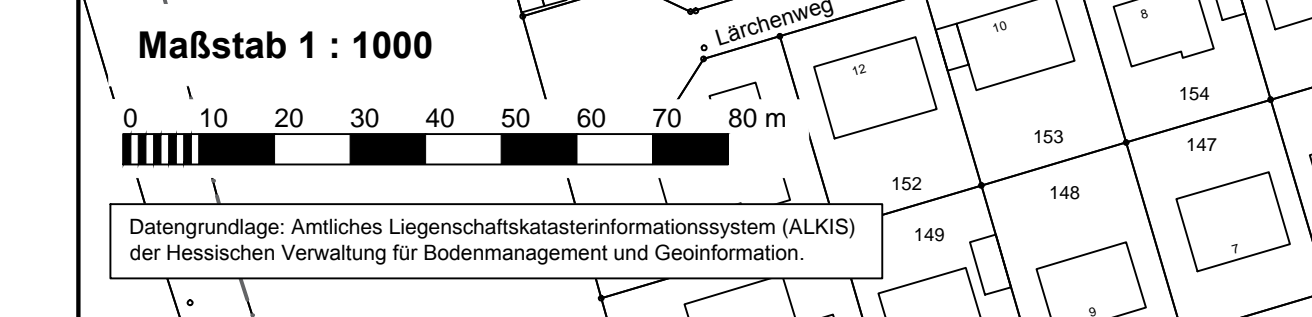 Maßstab 1 : 1000
Lärchenweg
12
10
8
0 10 20 30 40 50 60 70 80 m
154
153
147
152
148
149
7
9
Datengrundlage: Amtliches Liegenschaftskatasterinformationssystem (ALKIS)
der Hessischen Verwaltung für Bodenmanagement und Geoinformation.